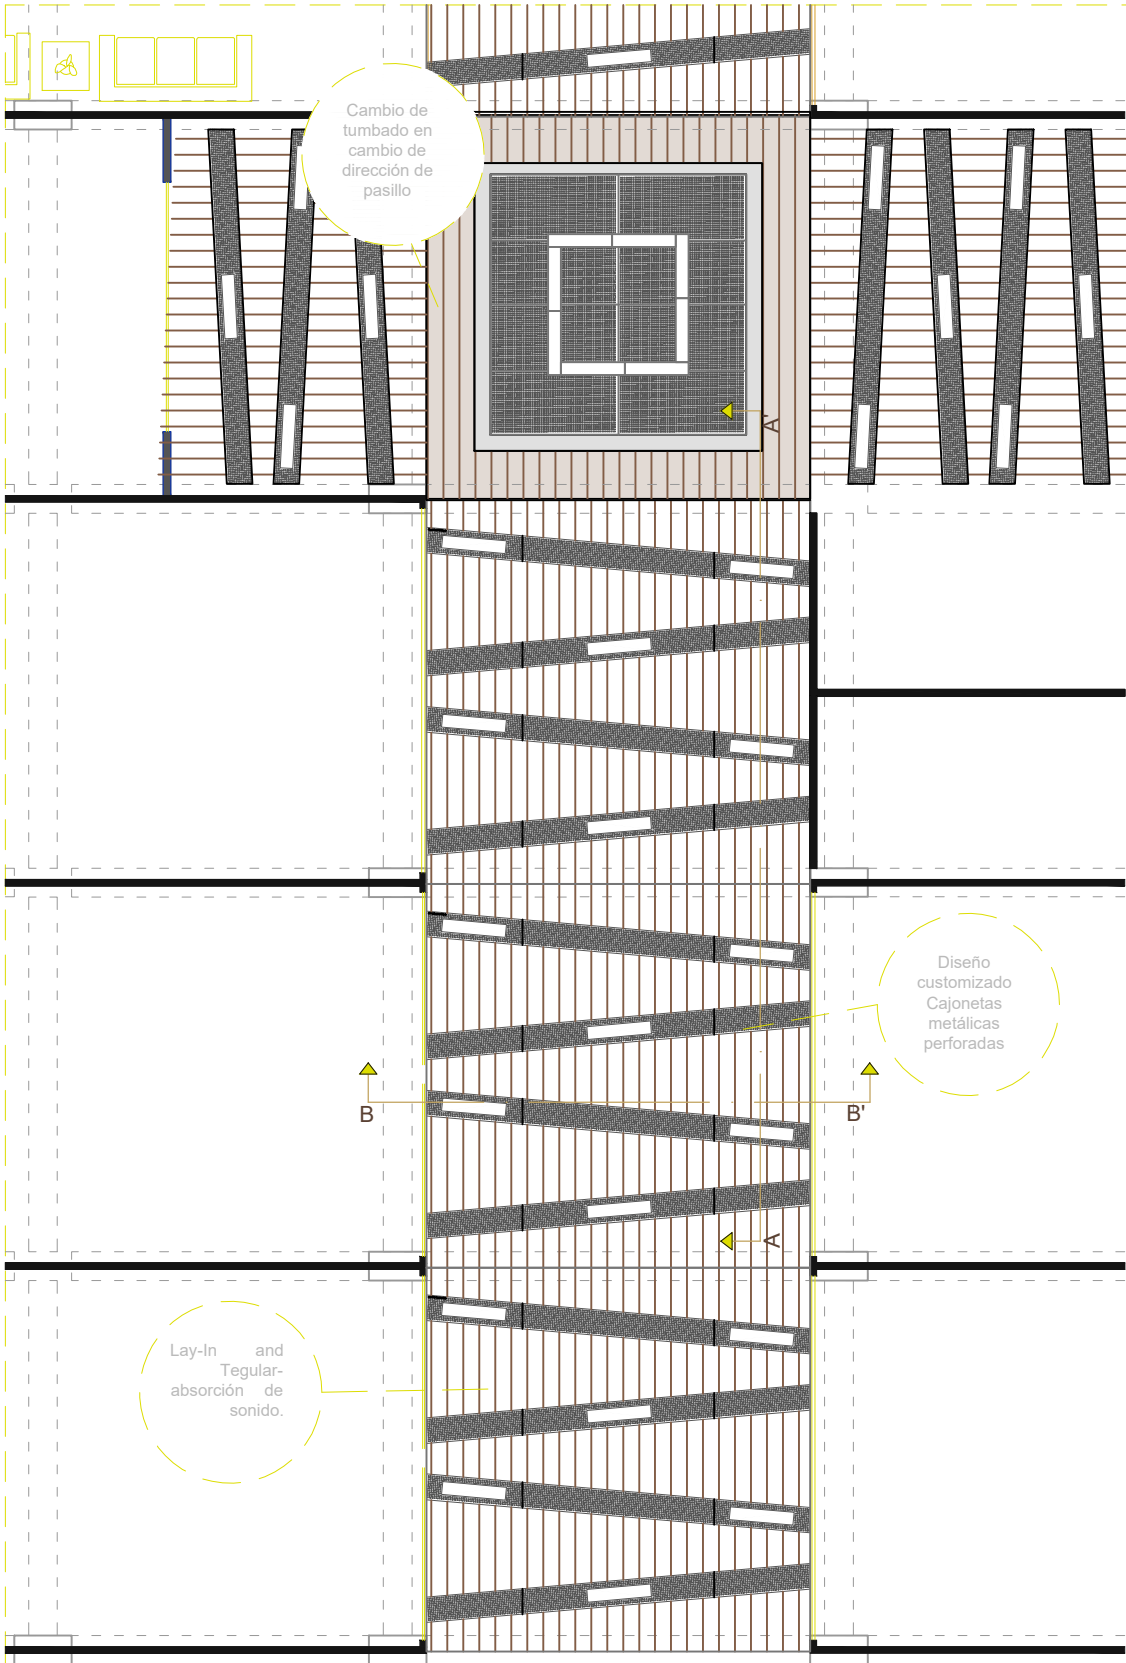 Cambio de
tumbado en
cambio de
dirección de
pasillo
A'
Diseño
customizado
Cajonetas
metálicas
perforadas
B
B'
A
Lay-In and
Tegular-
absorción de
sonido.